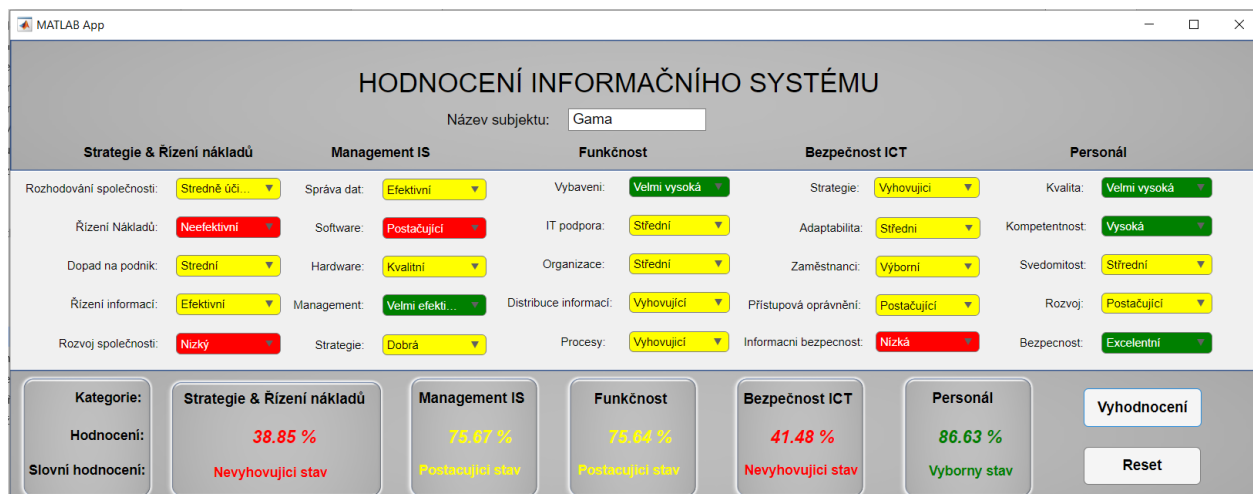 MATLAB App
HODNOCENÍ INFORMAČNÍHO SYSTÉMU
Název subjektu: Gama
Strategie & Řízení nákladů Management IS Funkčnost Bezpečnost ICT Personál
Rozhodování společnosti: Stredně úči... Správa dat: Efektivní Vybaveni: Velmi vysoká Strategie: Vyhovujici Kvalita: Velmi vysoká
Řízení Nákladů: Neefektivní Software: Postačující IT podpora: Střední Adaptabilita: Středni Kompetentnost: Vysoká
Dopad na podnik: Strední Hardware: Kvalitní Organizace: Střední Zaměstnanci: Výborní Svedomitost: Střrední
Řízení informací: Efektivní Management: Velmi efekti... Distribuce informací: Vyhovující Přístupová oprávnění: Postačující Rozvoj: Postačující
Rozvoj společnosti: Nizký Strategie: Dobrá Procesy: Vyhovujicí Informacni bezpecnost: Nízká Bezpecnost: Excelentní
Kategorie: Strategie & Řízení nákladů Management IS Funkčnost Bezpečnost ICT Personál
Hodnocení: 38.85 % 75.67 % 75.64 % 41.48 % 86.63 %
Slovní hodnocení: Nevyhovujici stav Postacujici stav Postacujici stav Nevyhovujici stav Vyborny stav
Vyhodnocení
Reset